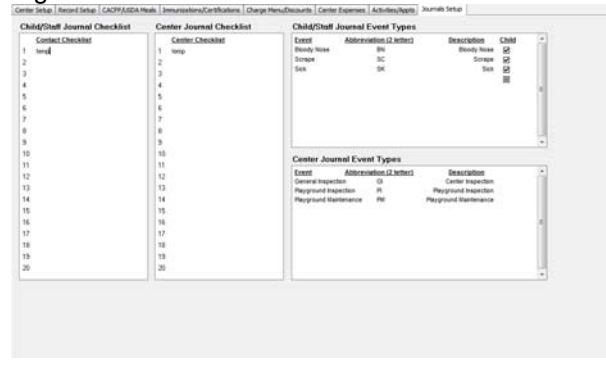 Center Setup Record Setup CACFP/USDA Meals Immunizations/Certifications Charge Menu/Discounts Center Expenses Activities/Appts Journals Setup
Child/Staff Journal Checklist
Contact Checklist
1 temp
2
3
4
5
6
7
8
9
10
11
12
13
14
15
16
17
18
19
20
Center Journal Checklist
Center Checklist
1 temp
2
3
4
5
6
7
8
9
10
11
12
13
14
15
16
17
18
19
20
Child/Staff Journal Event Types
Event Abbreviation (2 letter) Description Child
Bloody Nose BN Bloody Nose
Scrape SC Scrape
Sick SK Sick
Center Journal Event Types
Event Abbreviation (2 letter) Description
General Inspection GI Center Inspection
Playground Inspection PI Playground Inspection
Playground Maintenance PM Playground Maintenance